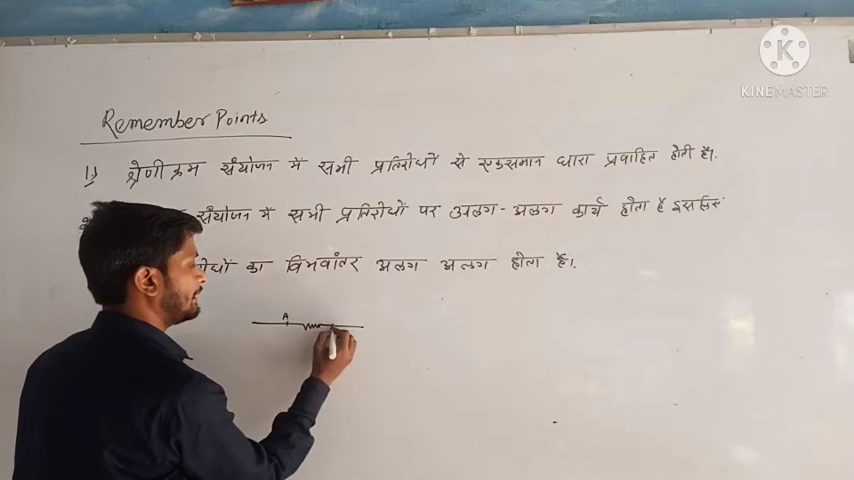 Remember Points
K
KINEMASTER
1) श्रेणीक्रम संयोजन में सभी प्रतिरोधों से एकसमान धारा प्रवाहित होती है।
संयोजन में सभी प्रतिरोधों पर अलग-अलग कार्य होता है इसलिए
का विभवांतर अलग अलग होता है।
A